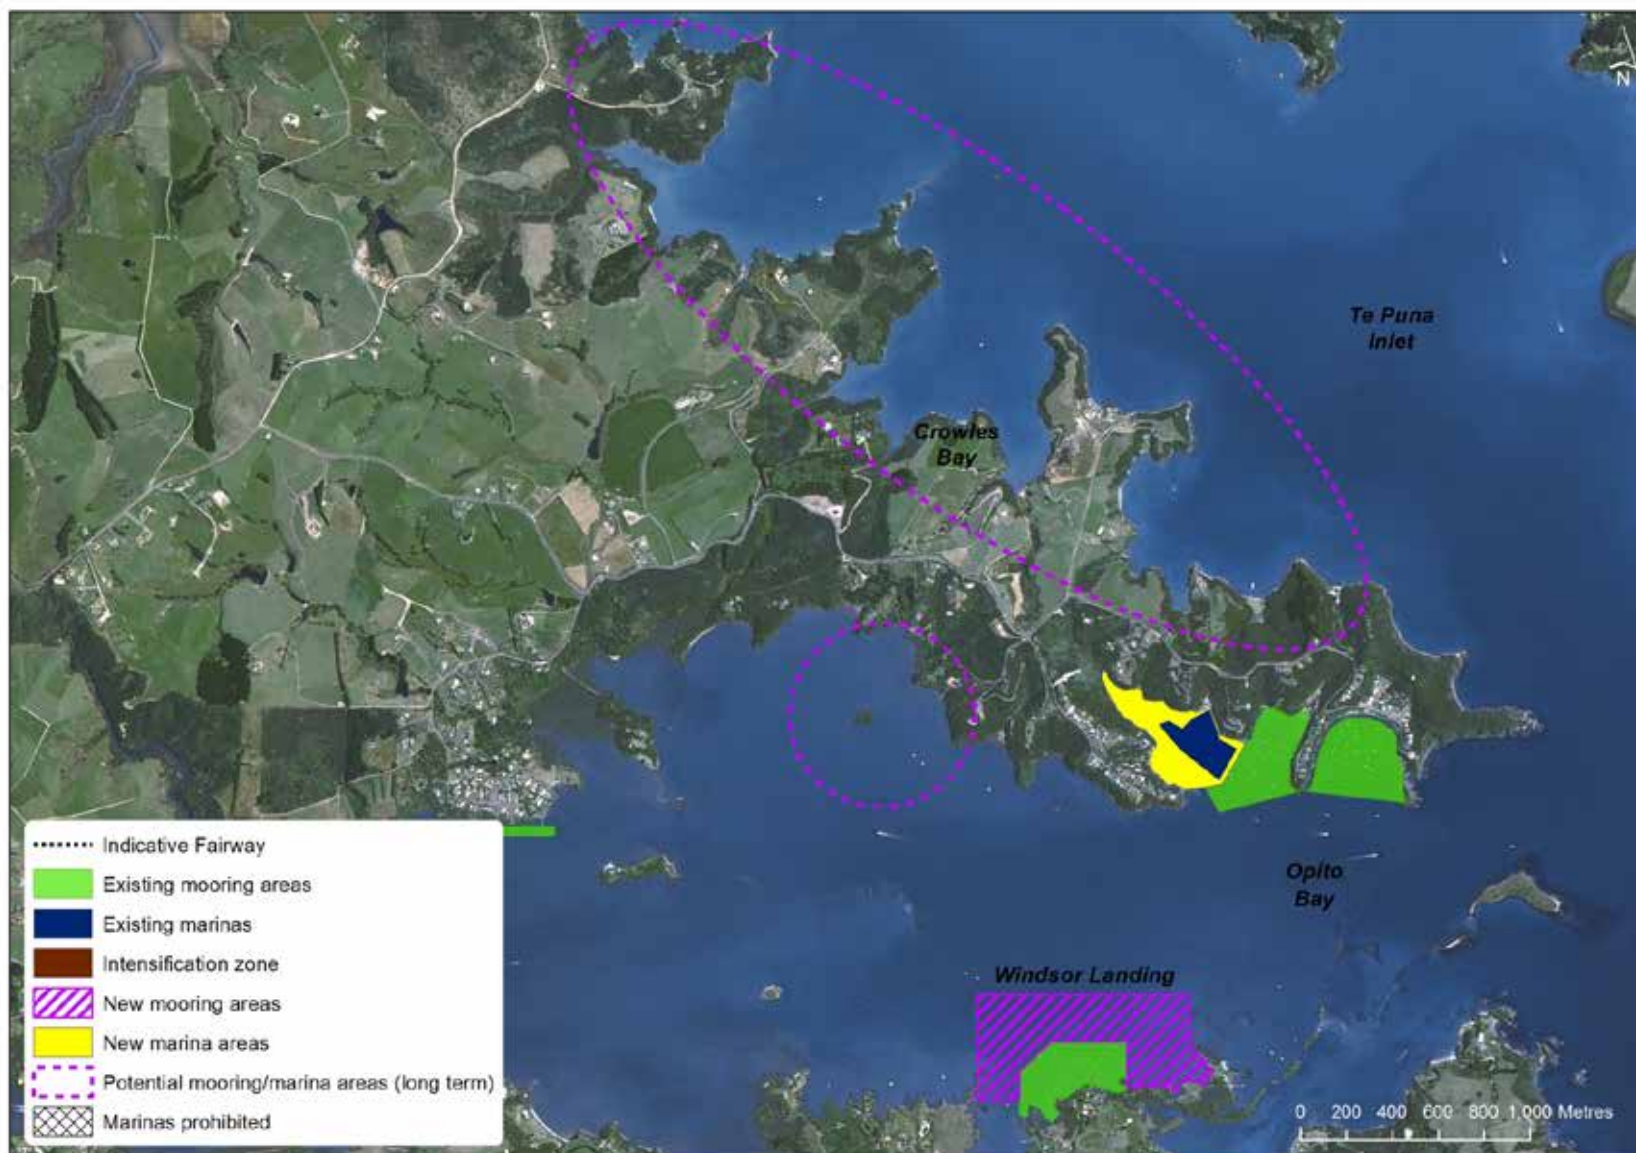 N
Te Puna
Inlet
Crowles
Bay
Opito
Bay
Windsor Landing
Indicative Fairway
Existing mooring areas
Existing marinas
Intensification zone
New mooring areas
New marina areas
Potential mooring/marina areas (long term)
Marinas prohibited
0 200 400 600 800 1,000 Metres